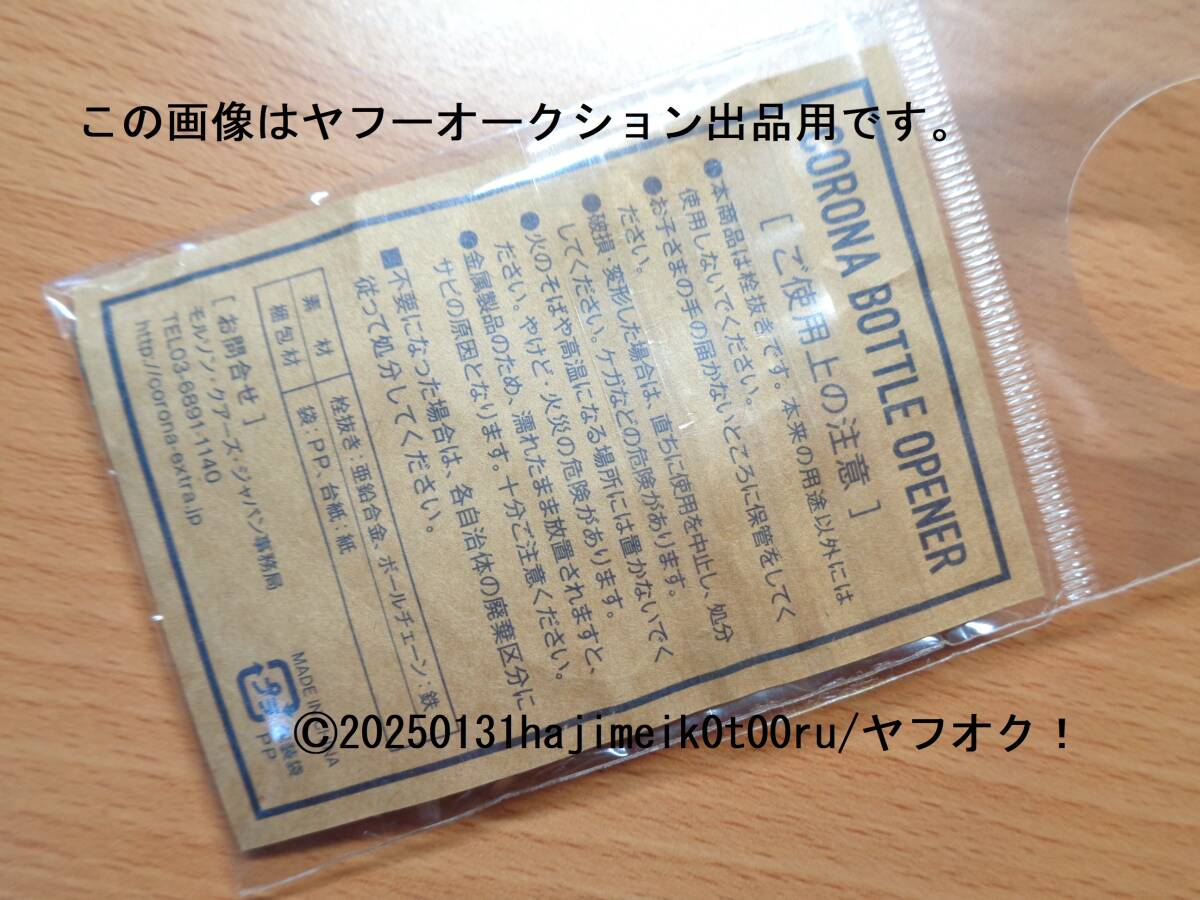 この画像はヤフーオークション出品用です。
CORONA BOTTLE OPENER
[ ご使用上の注意 ]
●本商品は栓抜きです。本来の用途以外には
使用しないでください。
●お子さまの手の届かないところに保管をしてく
ださい。
●破損・変形した場合は、直ちに使用を中止し、処分
してください。ケガなどの危険があります。
●火のそばや高温になる場所には置かないでく
ださい。やけど・火災の危険があります。
●金属製品のため、濡れたまま放置されますと、
サビの原因となります。十分ご注意ください。
■不要になった場合は、各自治体の廃棄区分に
従って処分してください。
素材 栓抜き:亜鉛合金、ボールチェーン:鉄
梱包材 袋:PP、台紙:紙
[ お問合せ ]
モルソン・クアーズ・ジャパン事務局
TEL03-6891-1140
http://corona-extra.jp
MADE IN
プラ
PP
©20250131hajimeik0t00ru/ヤフオク!